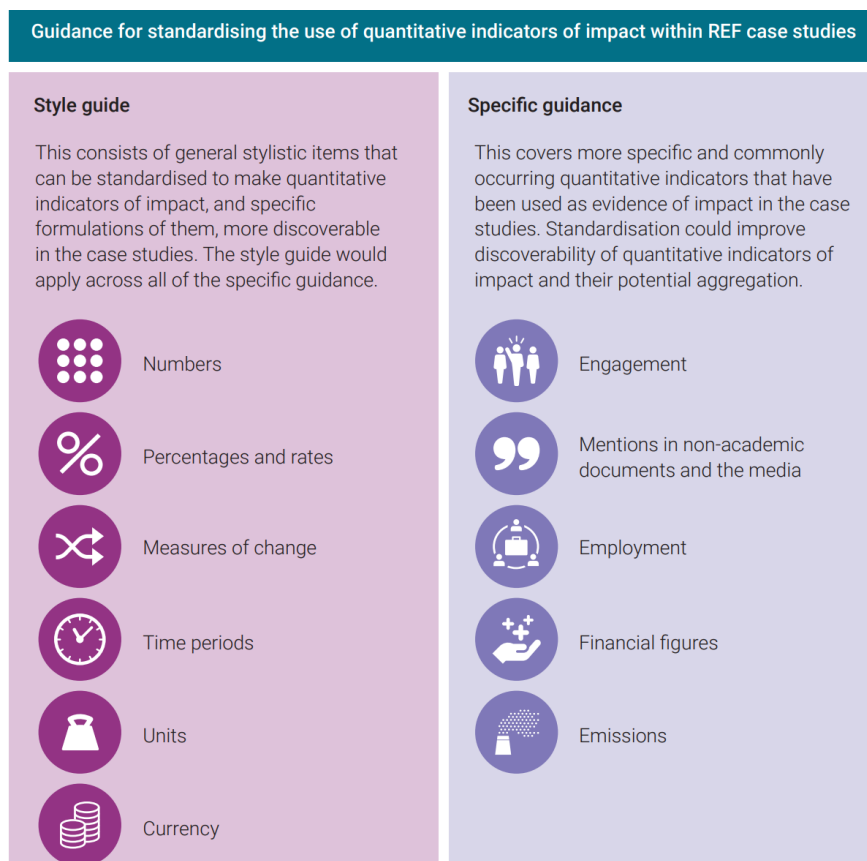 Guidance for standardising the use of quantitative indicators of impact within REF case studies
Style guide
This consists of general stylistic items that
can be standardised to make quantitative
indicators of impact, and specific
formulations of them, more discoverable
in the case studies. The style guide would
apply across all of the specific guidance.
Numbers
%
Percentages and rates
Measures of change
Time periods
Units
Currency
Specific guidance
This covers more specific and commonly
occurring quantitative indicators that have
been used as evidence of impact in the case
studies. Standardisation could improve
discoverability of quantitative indicators of
impact and their potential aggregation.
Engagement
Mentions in non-academic
documents and the media
Employment
Financial figures
Emissions